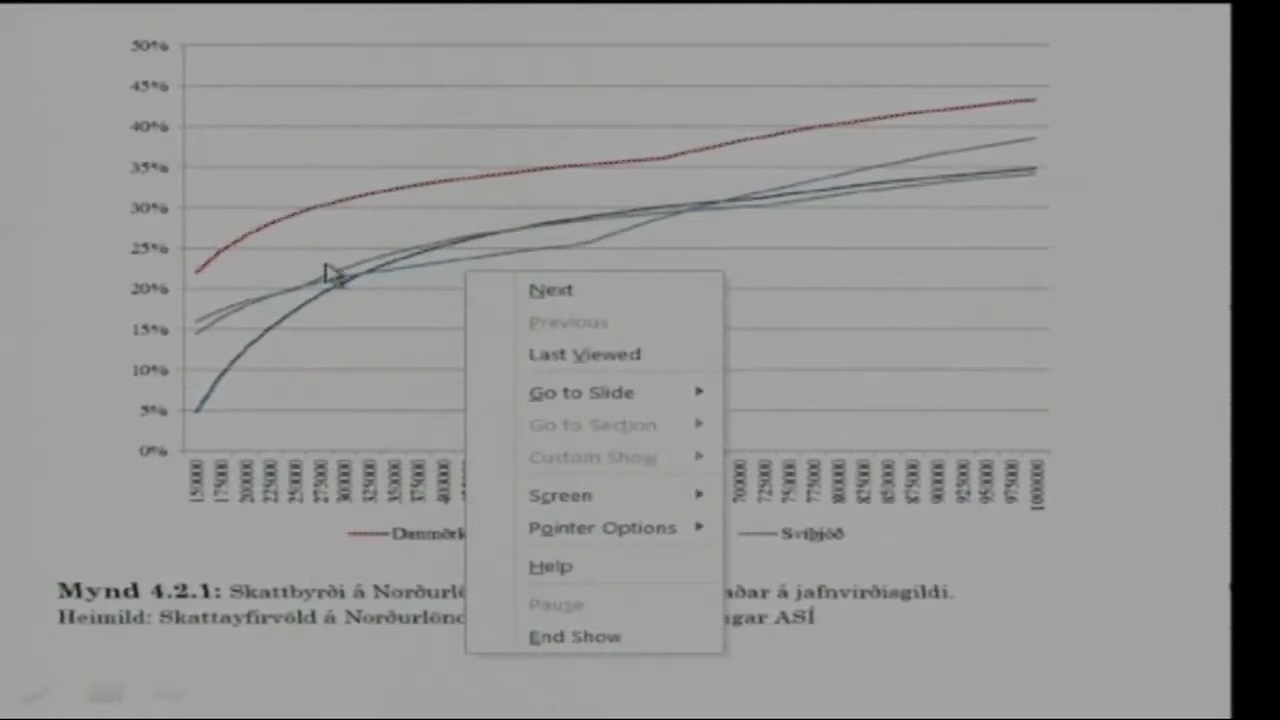 50%
45%
40%
35%
30%
25%
20%
15%
10%
5%
0%
150000 175000 200000 225000 250000 275000 300000 325000 350000 375000 400000 700000 725000 750000 775000 800000 825000 850000 875000 900000 925000 950000 975000 1000000
Danmörk Svíþjóð
Mynd 4.2.1: Skattbyrði á Norðurlö aðar á jafnvirðisgildi.
Heimild: Skattayfirvöld á Norðurlönd gar ASÍ
Next
Previous
Last Viewed
Go to Slide
Go to Section
Custom Show
Screen
Pointer Options
Help
Pause
End Show